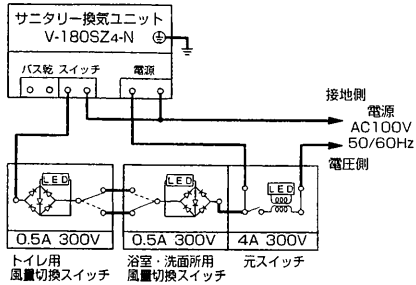 サニタリー換気ユニット
V-180SZ4-N
バス乾 スイッチ 電源
接地側
電源
AC100V
50/60Hz
電圧側
LED LED LED
0.5A 300V 0.5A 300V 4A 300V
トイレ用
風量切換スイッチ
浴室・洗面所用
風量切換スイッチ
元スイッチ